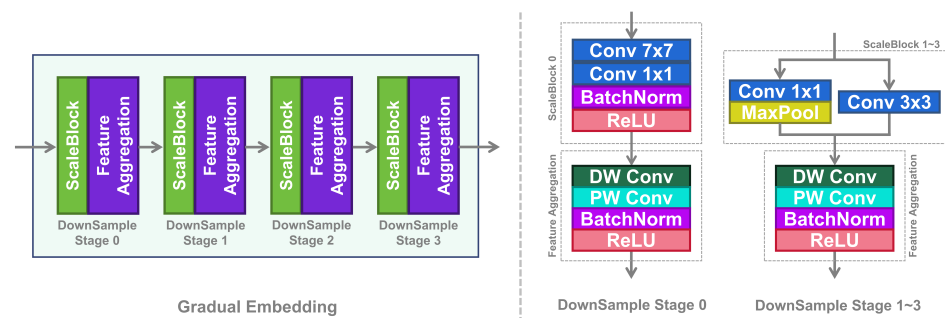 ScaleBlock
Feature
Aggregation
ScaleBlock
Feature
Aggregation
ScaleBlock
Feature
Aggregation
ScaleBlock
Feature
Aggregation
DownSample
Stage 0
DownSample
Stage 1
DownSample
Stage 2
DownSample
Stage 3
Gradual Embedding
ScaleBlock 0
Conv 7x7
Conv 1x1
BatchNorm
ReLU
Feature Aggregation
DW Conv
PW Conv
BatchNorm
ReLU
DownSample Stage 0
ScaleBlock 1~3
Conv 1x1
MaxPool
Conv 3x3
DW Conv
PW Conv
BatchNorm
ReLU
Feature Aggregation
DownSample Stage 1~3